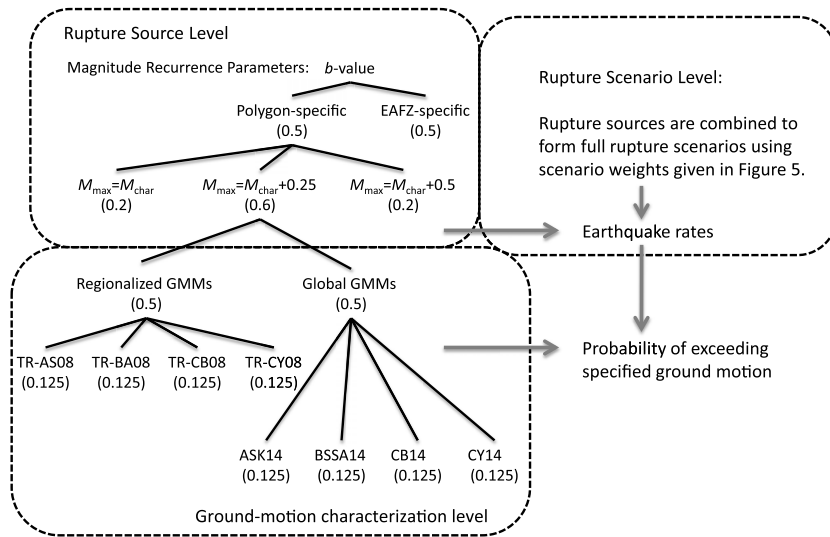 Rupture Source Level
Magnitude Recurrence Parameters: b-value
Polygon-specific
(0.5)
EAFZ-specific
(0.5)
Mmax=Mchar
(0.2)
Mmax=Mchar+0.25
(0.6)
Mmax=Mchar+0.5
(0.2)
Rupture Scenario Level:
Rupture sources are combined to
form full rupture scenarios using
scenario weights given in Figure 5.
Earthquake rates
Regionalized GMMs
(0.5)
Global GMMs
(0.5)
TR-AS08
(0.125)
TR-BA08
(0.125)
TR-CB08
(0.125)
TR-CY08
(0.125)
Probability of exceeding
specified ground motion
ASK14
(0.125)
BSSA14
(0.125)
CB14
(0.125)
CY14
(0.125)
Ground-motion characterization level